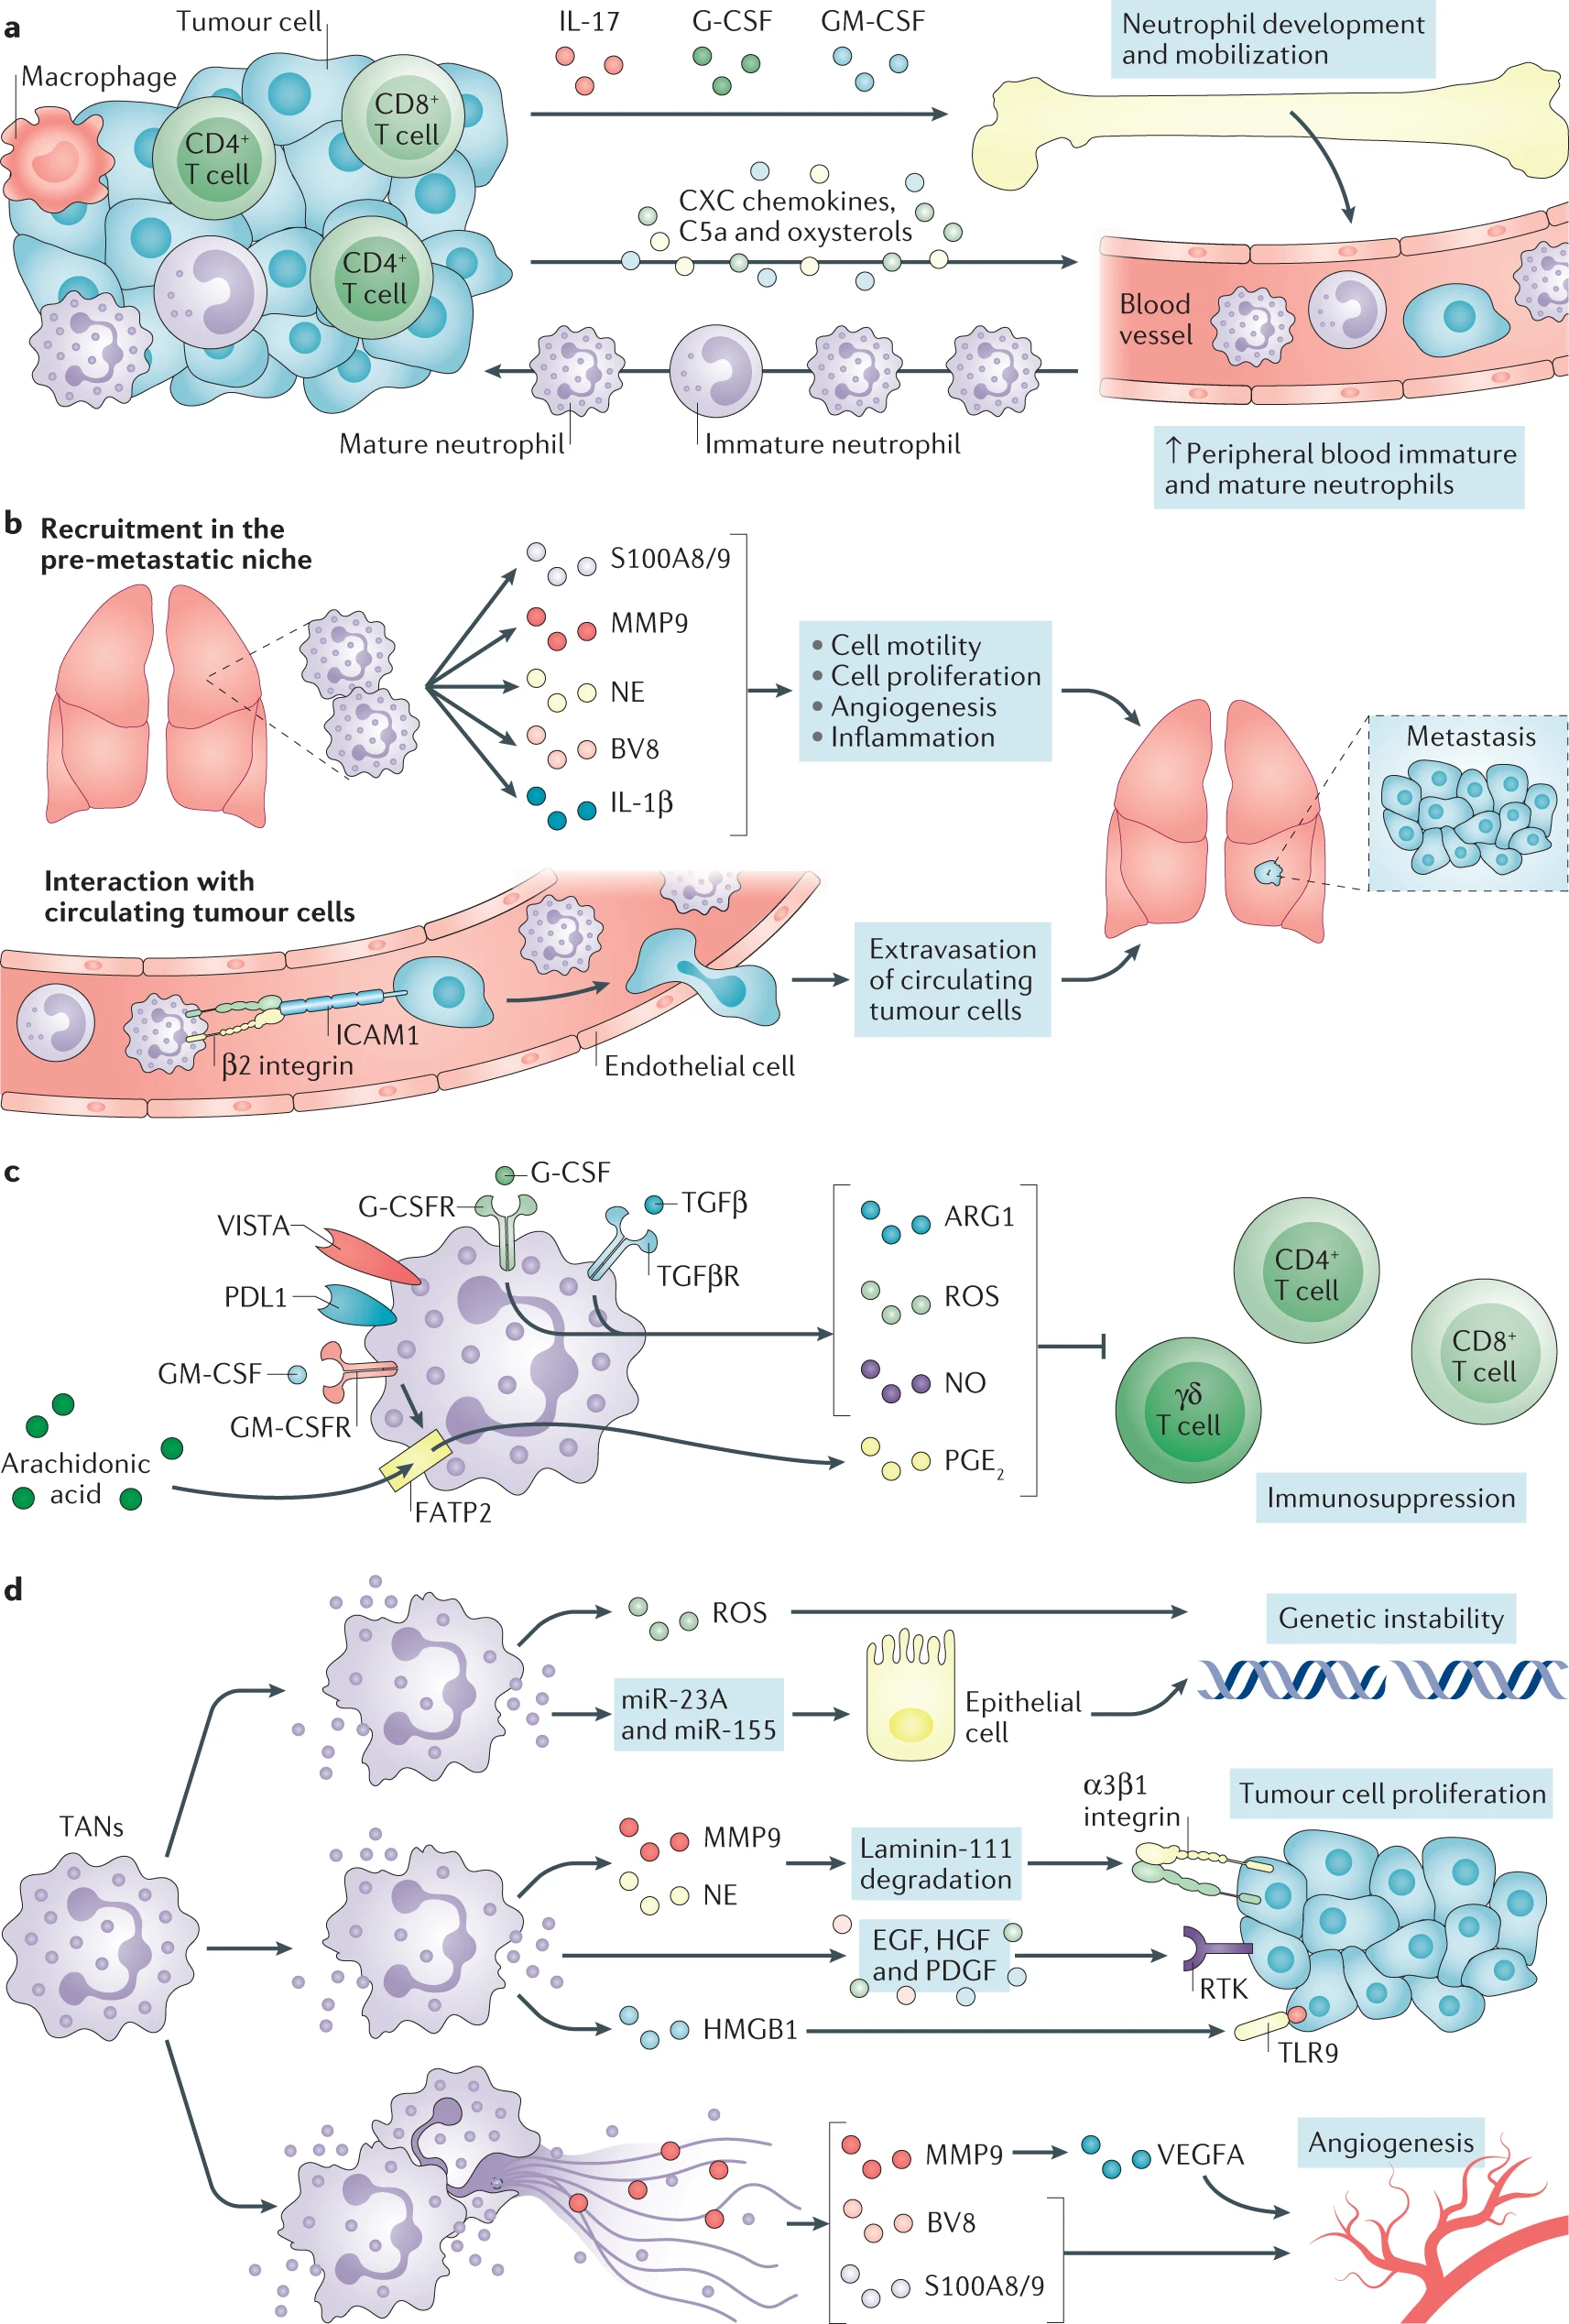 a
Tumour cell
Macrophage
CD4+
T cell
CD8+
T cell
CD4+
T cell
IL-17
G-CSF
GM-CSF
CXC chemokines,
C5a and oxysterols
Mature neutrophil
Immature neutrophil
Neutrophil development
and mobilization
Blood
vessel
↑Peripheral blood immature
and mature neutrophils
b
Recruitment in the
pre-metastatic niche
S100A8/9
MMP9
NE
BV8
IL-1β
• Cell motility
• Cell proliferation
• Angiogenesis
• Inflammation
Metastasis
Interaction with
circulating tumour cells
ICAM1
β2 integrin
Endothelial cell
Extravasation
of circulating
tumour cells
c
G-CSF
G-CSFR
TGFβ
TGFβR
VISTA
PDL1
GM-CSF
GM-CSFR
Arachidonic
acid
FATP2
ARG1
ROS
NO
PGE2
CD4+
T cell
CD8+
T cell
γδ
T cell
Immunosuppression
d
TANs
ROS
miR-23A
and miR-155
Epithelial
cell
Genetic instability
MMP9
NE
Laminin-111
degradation
α3β1
integrin
Tumour cell proliferation
EGF, HGF
and PDGF
RTK
HMGB1
TLR9
MMP9
VEGFA
BV8
S100A8/9
Angiogenesis